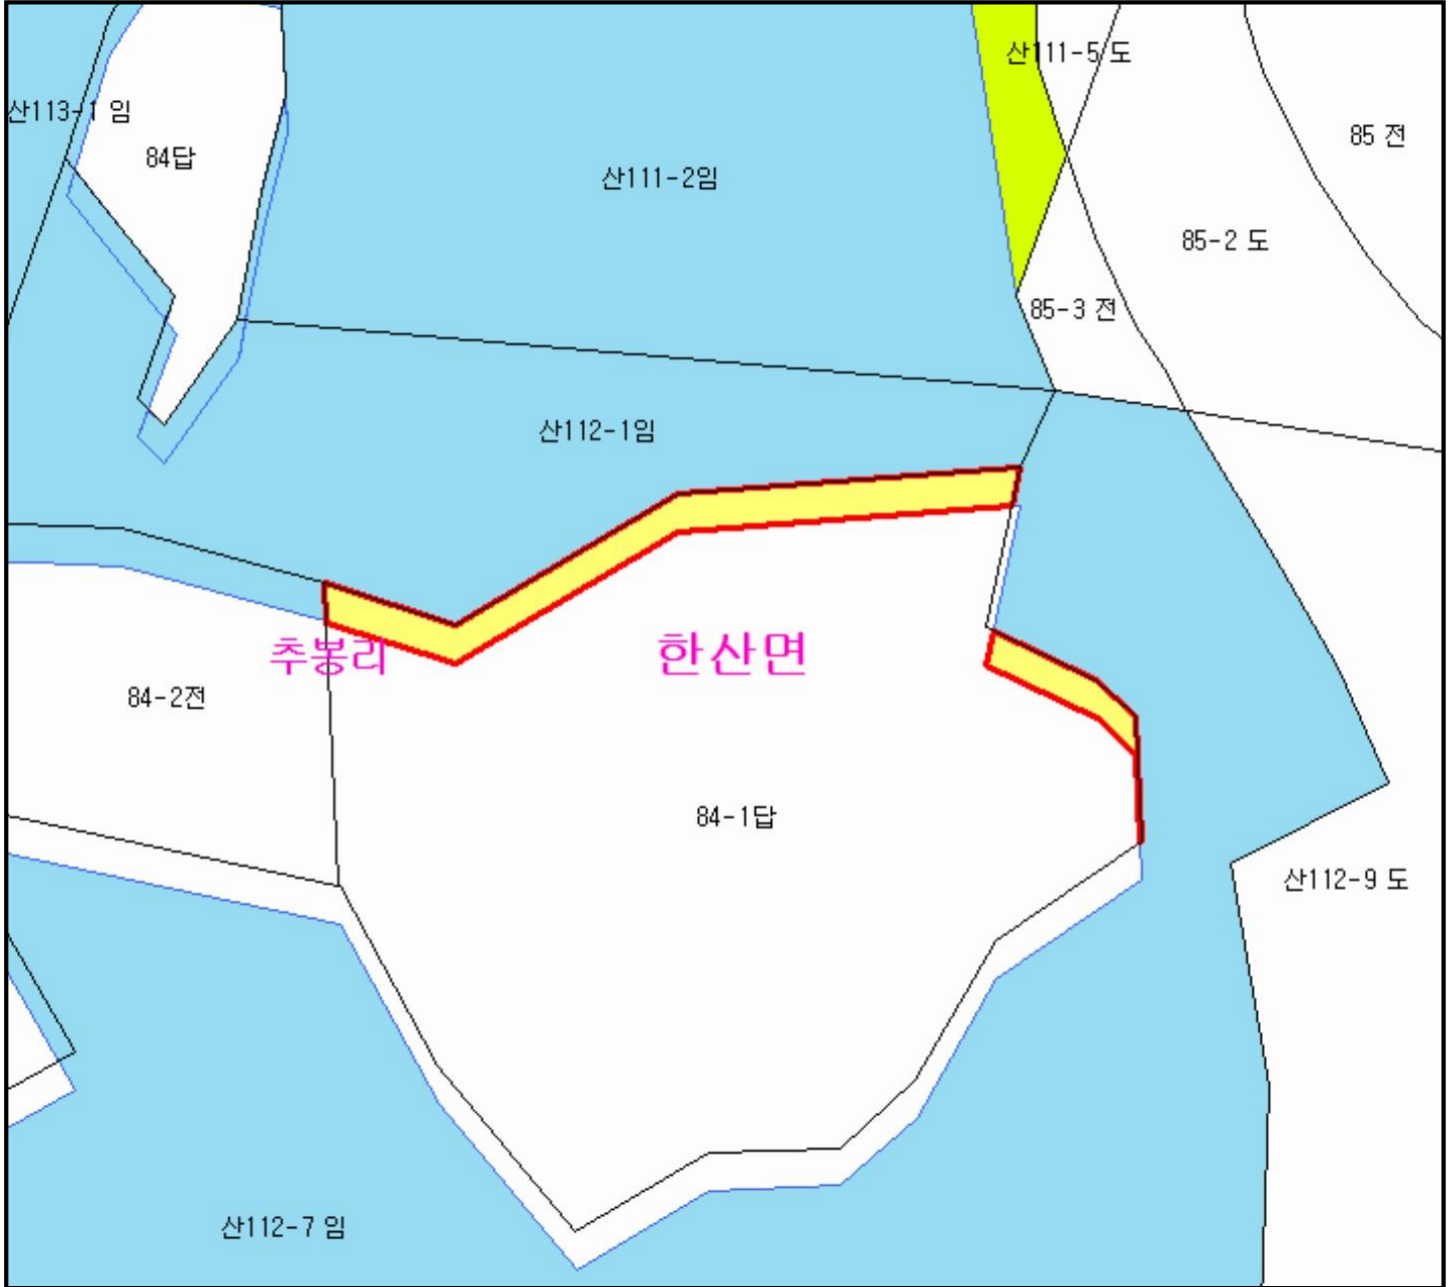 산111-5 도
산113-1 임
85 전
84답
산111-2임
85-2 도
85-3 전
산112-1임
추봉리
한산면
84-2전
84-1답
산112-9 도
산112-7 임